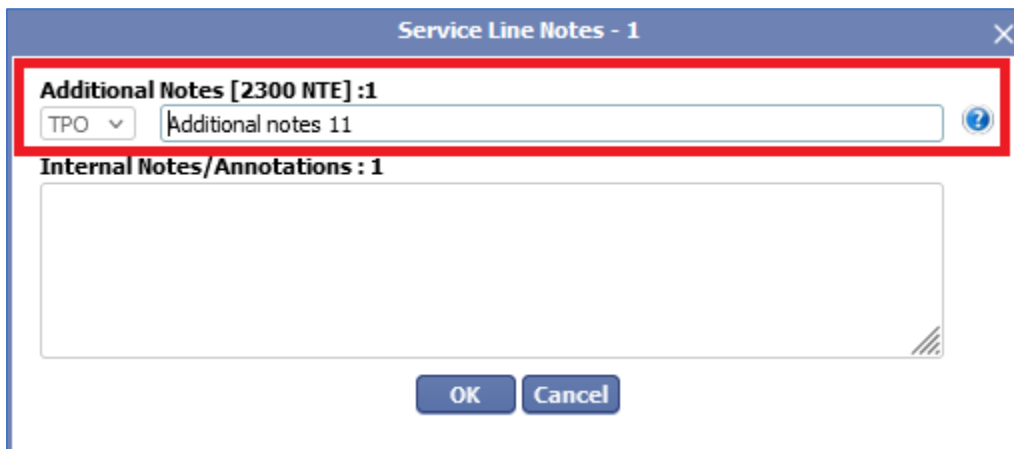 Service Line Notes - 1
Additional Notes [2300 NTE] :1
TPO Additional notes 11
Internal Notes/Annotations : 1
OK Cancel